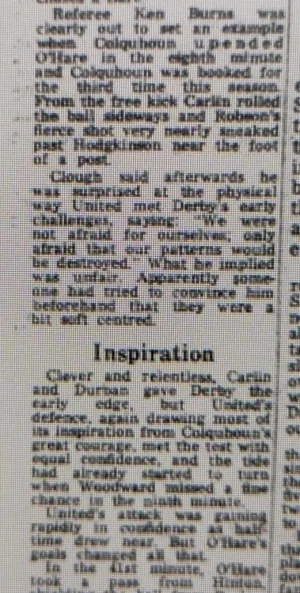 Referee Ken Burns was
clearly out to set an example
when Colquhoun upended
O'Hare in the eighth minute
and Colquhoun was booked for
the third time this season.
From the free kick Carlin rolled
the ball sideways and Robson's
fierce shot very nearly sneaked
past Hodgkinson near the foot
of a post.
Clough said afterwards he
was surprised at the physical
way United met Derby's early
challenges, saying: "We were
not afraid for ourselves, only
afraid that our patterns would
be destroyed." What he implied
was unfair. Apparently some-
one had tried to convince him
beforehand that they were a
bit soft centred.
Inspiration
Clever and relentless, Carlin
and Durban gave Derby the
early edge, but United's
defence, again drawing most of
its inspiration from Colquhoun's
great courage, met the test with
equal confidence, and the tide
had already started to turn
when Woodward missed a fine
chance in the ninth minute.
United's attack was gaining
rapidly in confidence as half-
time drew near. But O'Hare's
goals changed all that.
In the 41st minute, O'Hare
took a pass from Hinton,